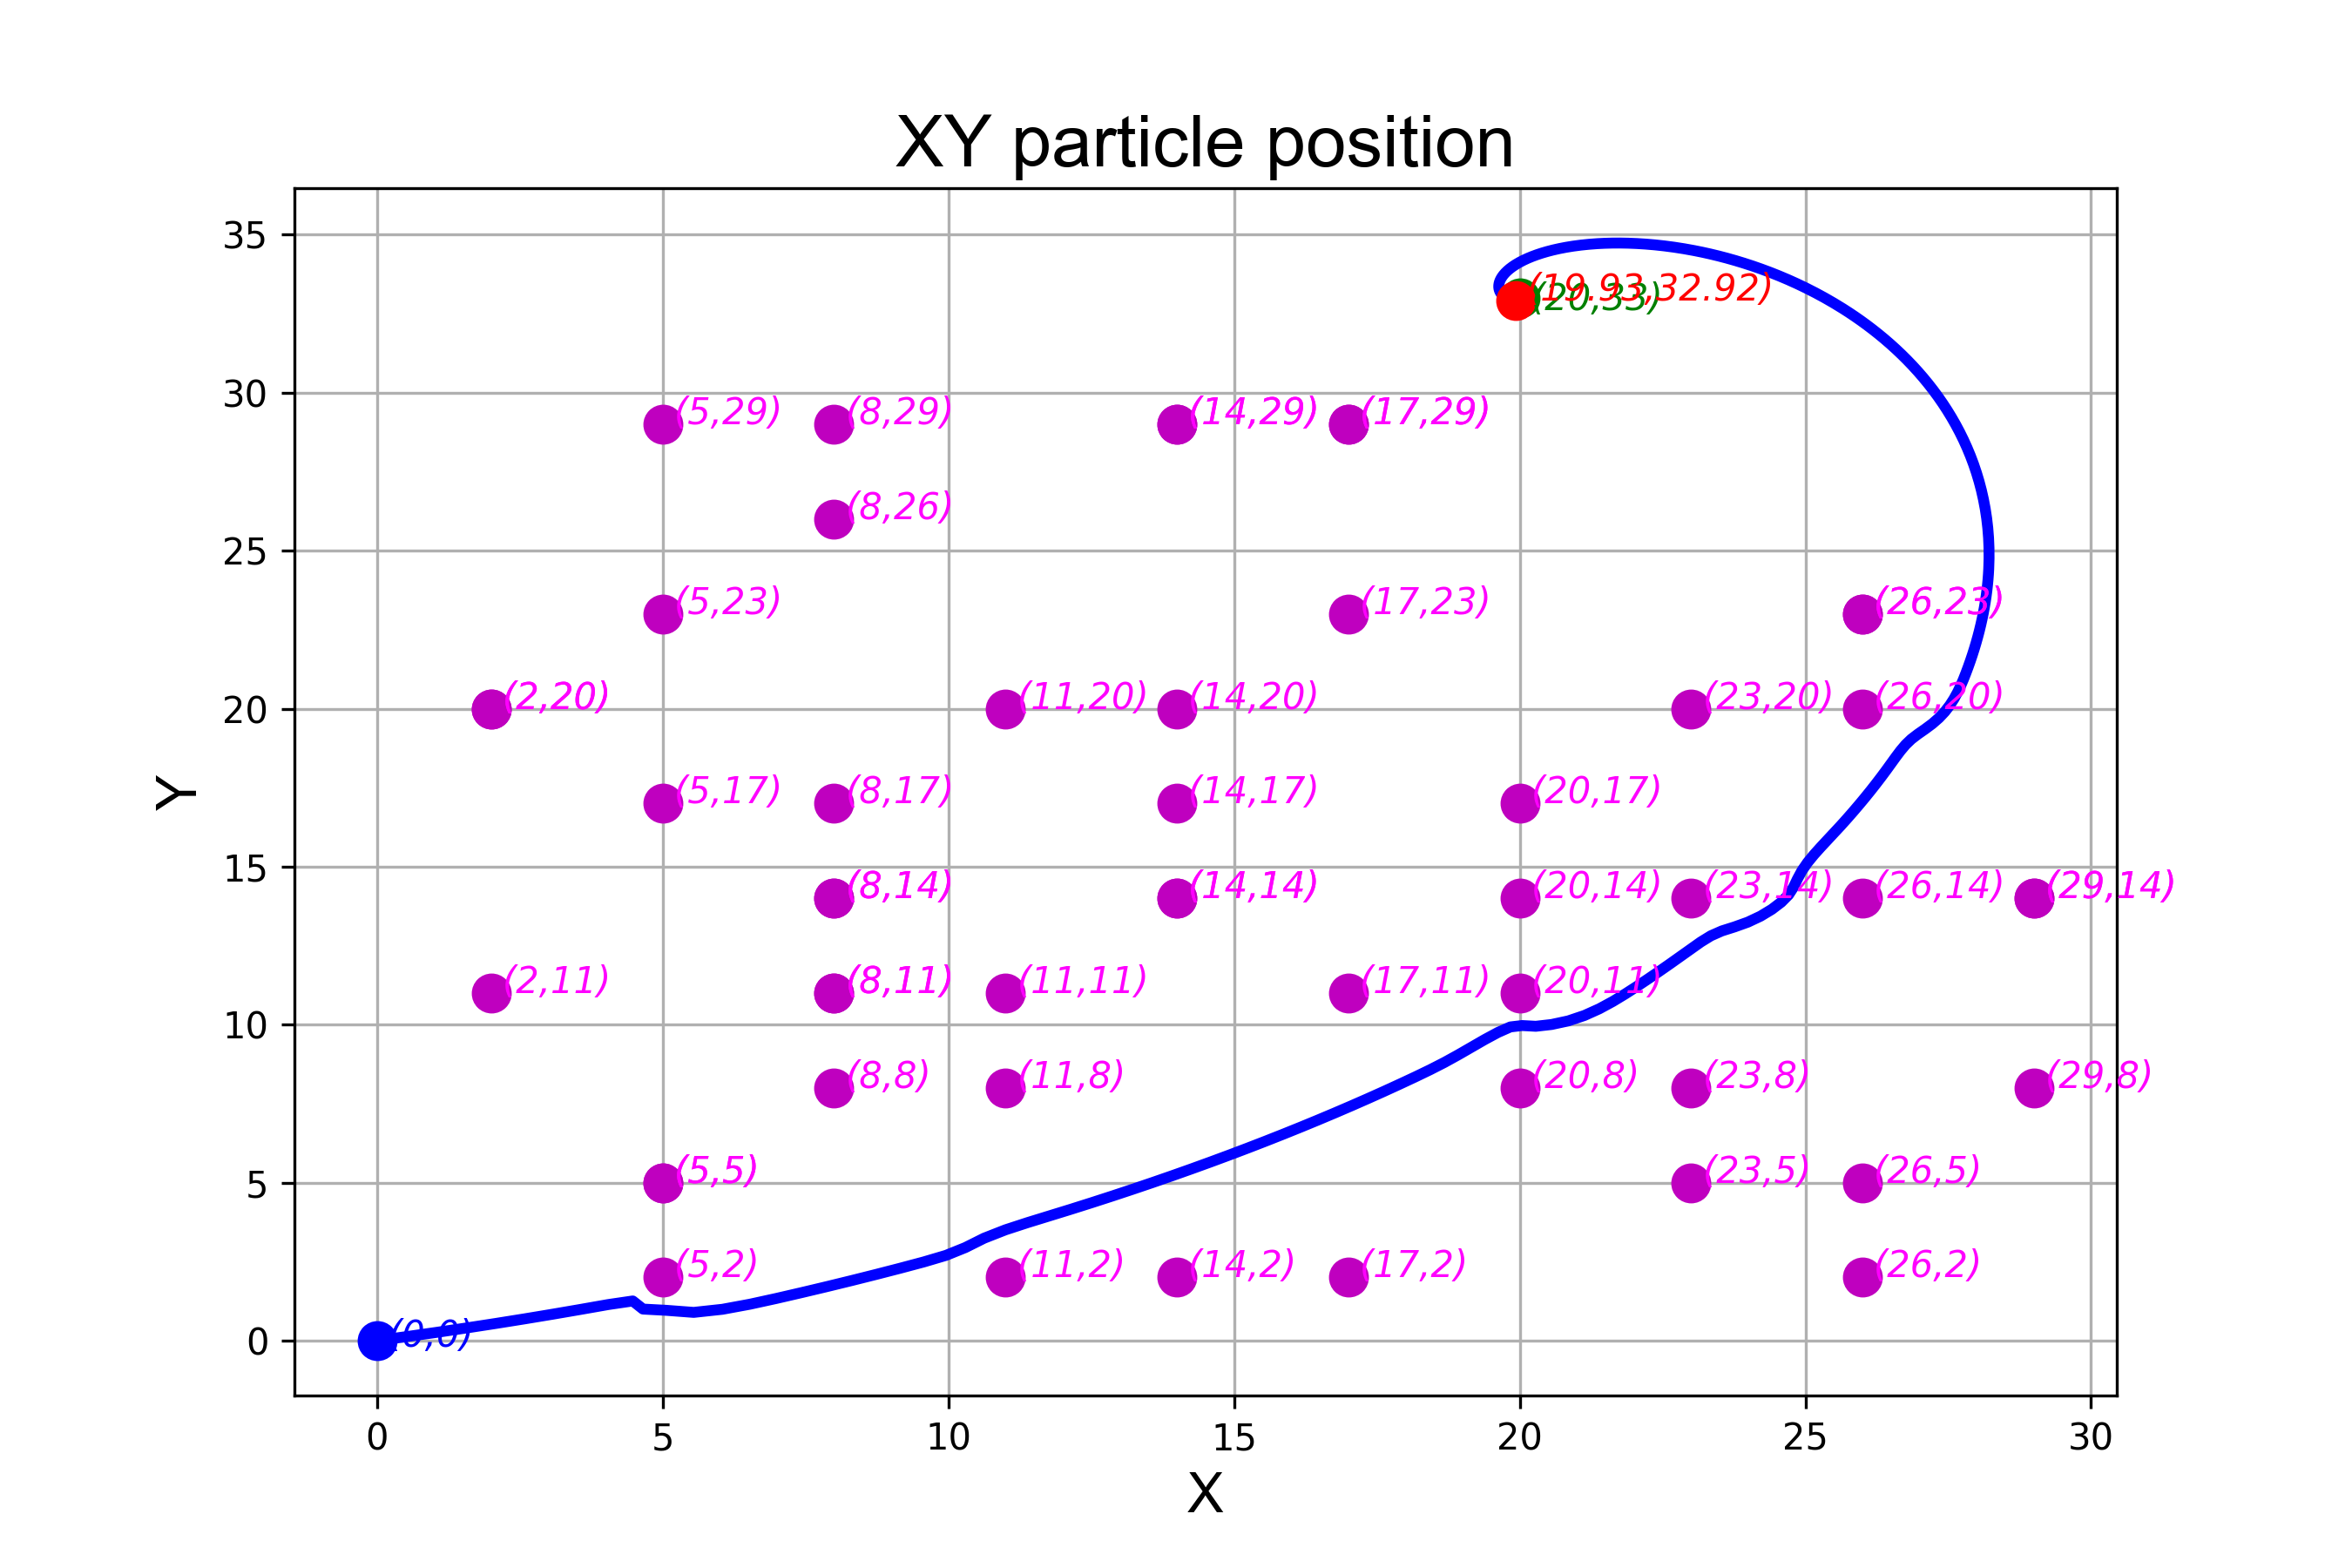 XY particle position
35
(19.93,32.92)
(20,33)
30
(5,29) (8,29) (14,29) (17,29)
(8,26)
25
(5,23) (17,23) (26,23)
20
(2,20) (11,20) (14,20) (23,20) (26,20)
(5,17) (8,17) (14,17) (20,17)
Y
15
(8,14) (14,14) (20,14) (23,14) (26,14) (29,14)
(2,11) (8,11) (11,11) (17,11) (20,11)
10
(8,8) (11,8) (20,8) (23,8) (29,8)
5
(5,5) (23,5) (26,5)
(5,2) (11,2) (14,2) (17,2) (26,2)
0
(0,0)
0 5 10 15 20 25 30
X